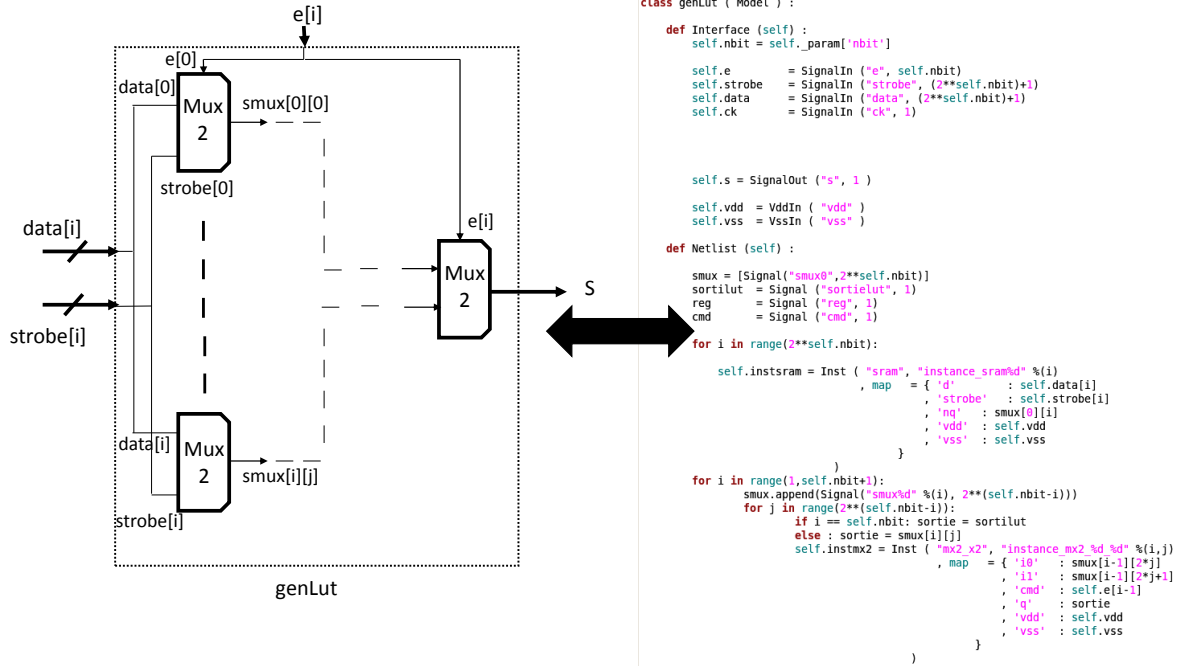 e[i]
e[0]
data[0]
Mux
2
smux[0][0]
strobe[0]
data[i]
e[i]
Mux
2
S
strobe[i]
data[i]
Mux
2
smux[i][j]
strobe[i]
genLut
class genLut ( Model ) :
def Interface (self) :
self.nbit = self._param['nbit']
self.e = SignalIn ("e", self.nbit)
self.strobe = SignalIn ("strobe", (2**self.nbit)+1)
self.data = SignalIn ("data", (2**self.nbit)+1)
self.ck = SignalIn ("ck", 1)
self.s = SignalOut ("s", 1 )
self.vdd = VddIn ( "vdd" )
self.vss = VssIn ( "vss" )
def Netlist (self) :
smux = [Signal("smux0",2**self.nbit)]
sortilut = Signal ("sortielut", 1)
reg = Signal ("reg", 1)
cmd = Signal ("cmd", 1)
for i in range(2**self.nbit):
self.instsram = Inst ( "sram", "instance_sram%d" %(i)
, map = { 'd' : self.data[i]
, 'strobe' : self.strobe[i]
, 'nq' : smux[0][i]
, 'vdd' : self.vdd
, 'vss' : self.vss
}
)
for i in range(1,self.nbit+1):
smux.append(Signal("smux%d" %(i), 2**(self.nbit-i)))
for j in range(2**(self.nbit-i)):
if i == self.nbit: sortie = sortilut
else : sortie = smux[i][j]
self.instmx2 = Inst ( "mx2_x2", "instance_mx2_%d_%d" %(i,j)
, map = { 'i0' : smux[i-1][2*j]
, 'i1' : smux[i-1][2*j+1]
, 'cmd' : self.e[i-1]
, 'q' : sortie
, 'vdd' : self.vdd
, 'vss' : self.vss
}
)